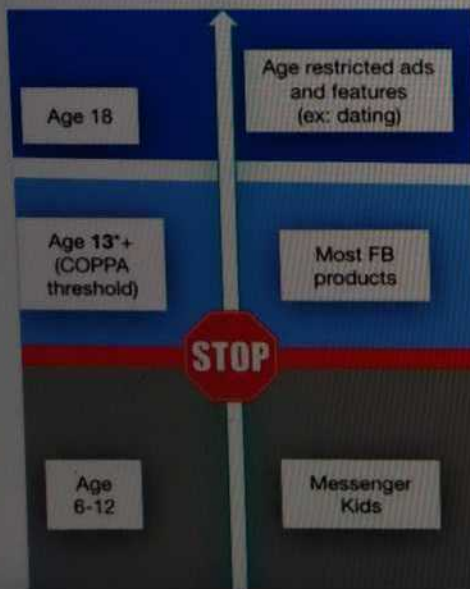 Age 18
Age restricted ads
and features
(ex: dating)
Age 13*+
(COPPA
threshold)
Most FB
products
STOP
Age
6-12
Messenger
Kids